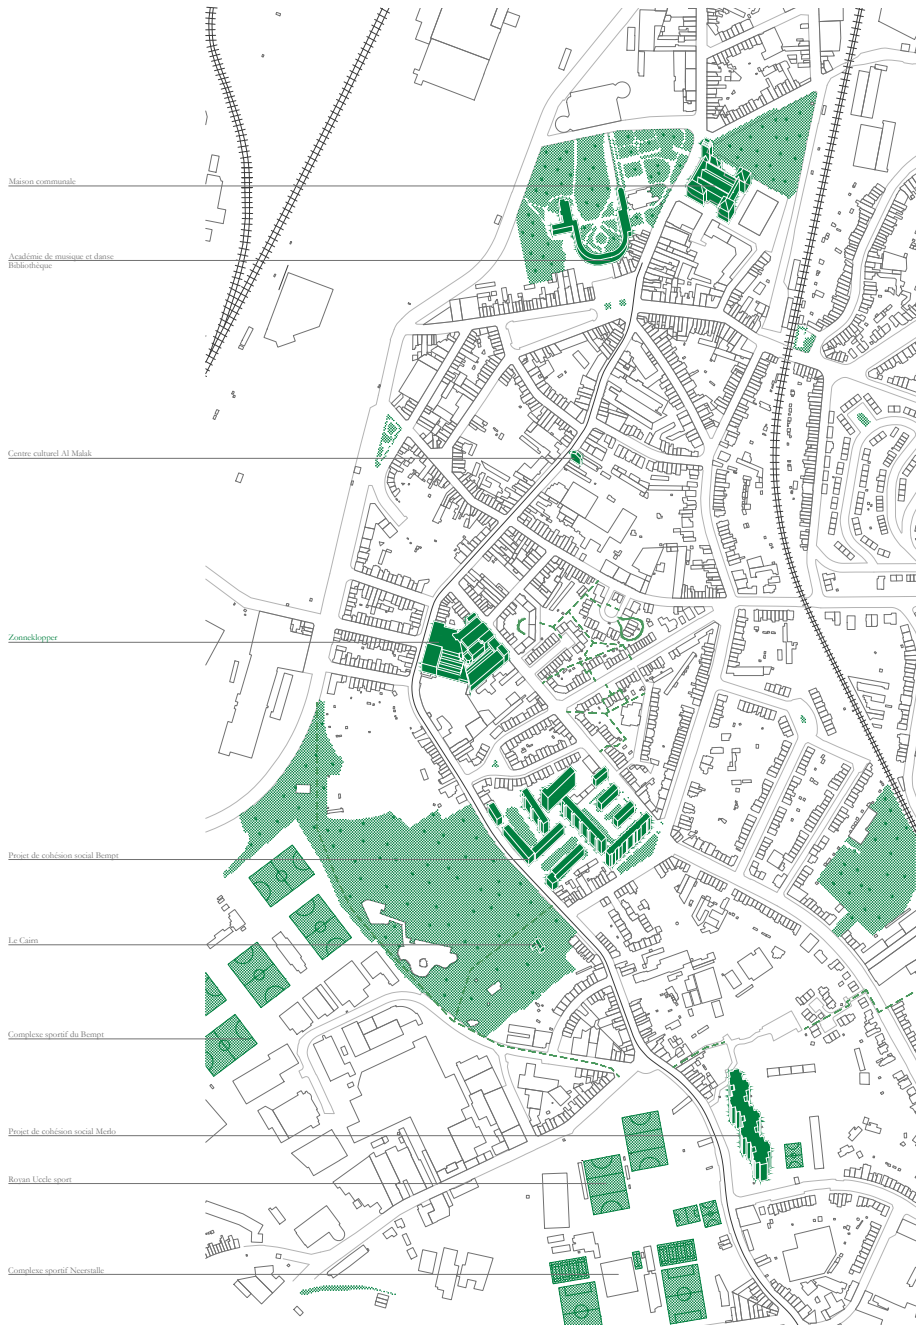 Maison communale
Académie de musique et danse
Bibliothèque
Centre culturel Al Malak
Zonneklopper
Projet de cohésion social Bempt
Le Cairn
Complexe sportif du Bempt
Projet de cohésion social Merlo
Royan Uccle sport
Complexe sportif Neerstalle